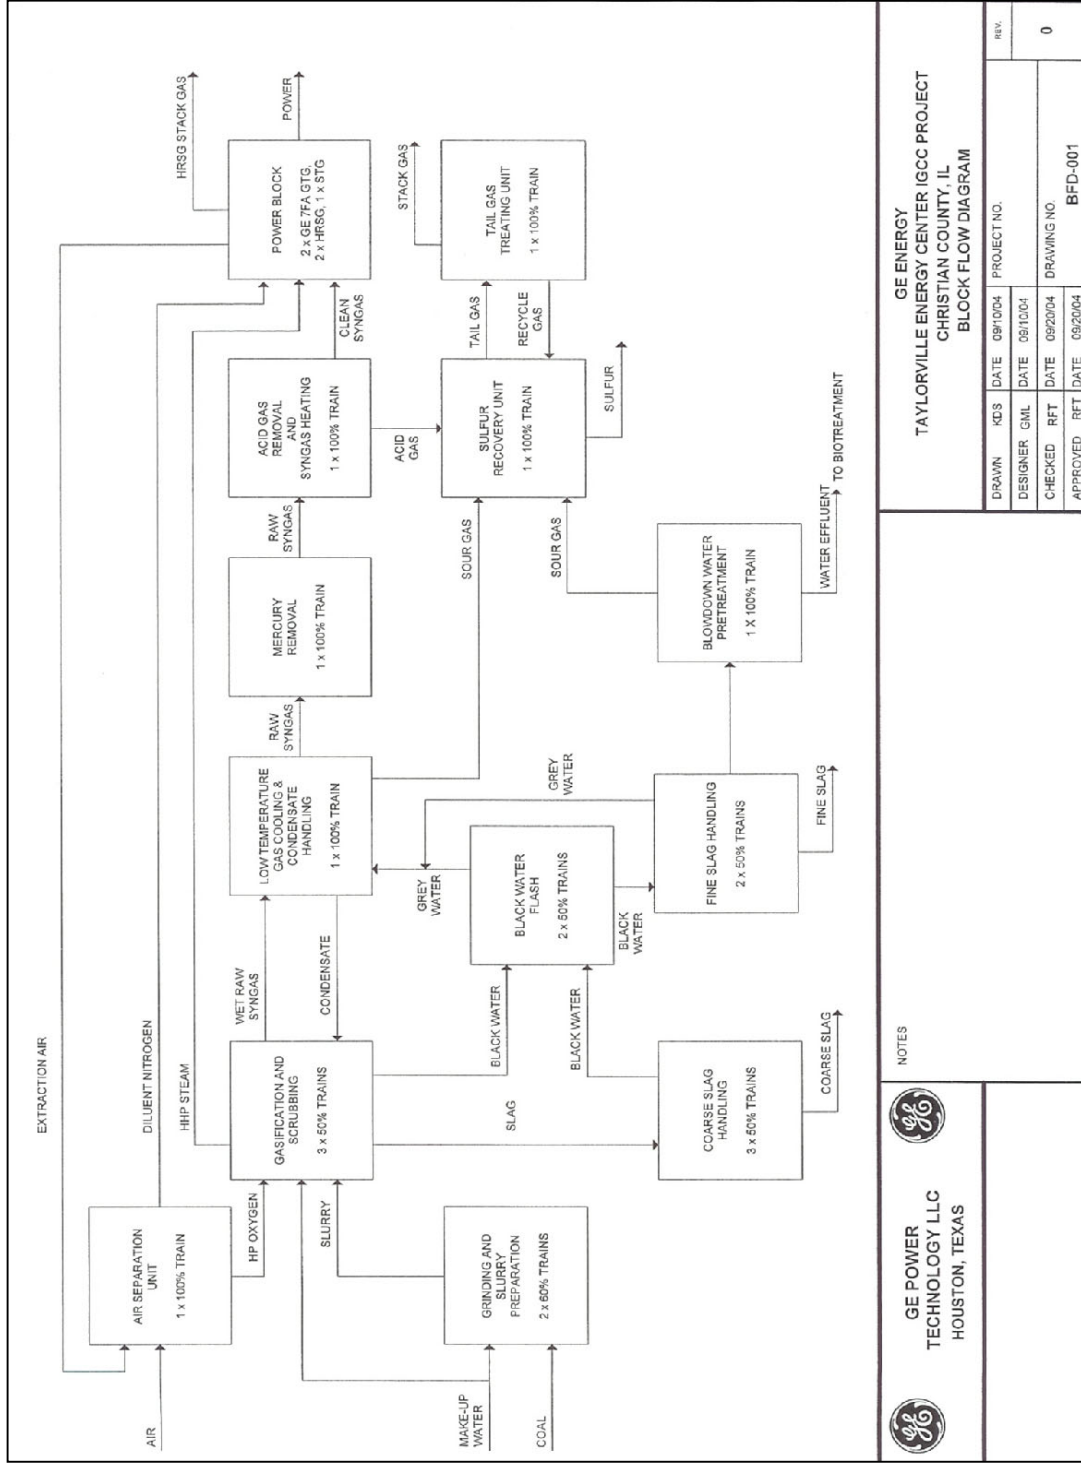 EXTRACTION AIR
DILUENT NITROGEN
HHP STEAM
AIR
AIR SEPARATION
UNIT
1 x 100% TRAIN
HP OXYGEN
SLURRY
MAKE-UP
WATER
COAL
GRINDING AND
SLURRY
PREPARATION
2 x 60% TRAINS
GASIFICATION AND
SCRUBBING
3 x 50% TRAINS
WET RAW
SYNGAS
CONDENSATE
BLACK WATER
SLAG
BLACK WATER
COARSE SLAG
HANDLING
3 x 50% TRAINS
COARSE SLAG
LOW TEMPERATURE
GAS COOLING &
CONDENSATE
HANDLING
1 x 100% TRAIN
GREY
WATER
BLACK WATER
FLASH
2 x 50% TRAINS
BLACK
WATER
GREY
WATER
FINE SLAG HANDLING
2 x 50% TRAINS
FINE SLAG
RAW
SYNGAS
MERCURY
REMOVAL
1 x 100% TRAIN
RAW
SYNGAS
SOUR GAS
SOUR GAS
BLOWDOWN WATER
PRETREATMENT
1 X 100% TRAIN
WATER EFFLUENT
TO BIOTREATMENT
ACID GAS
REMOVAL
AND
SYNGAS HEATING
1 x 100% TRAIN
CLEAN
SYNGAS
ACID
GAS
SULFUR
RECOVERY UNIT
1 x 100% TRAIN
SULFUR
TAIL GAS
RECYCLE
GAS
POWER BLOCK
2 x GE 7FA GTG,
2 x HRSG, 1 x STG
HRSG STACK GAS
POWER
STACK GAS
TAIL GAS
TREATING UNIT
1 x 100% TRAIN
GE
GE POWER
TECHNOLOGY LLC
HOUSTON, TEXAS
GE
NOTES
GE ENERGY
TAYLORVILLE ENERGY CENTER IGCC PROJECT
CHRISTIAN COUNTY, IL
BLOCK FLOW DIAGRAM
DRAWN KDS DATE 09/10/04 PROJECT NO. REV.
DESIGNER GML DATE 09/10/04
CHECKED RFT DATE 09/20/04 DRAWING NO. 0
APPROVED RFT DATE 09/20/04 BFD-001